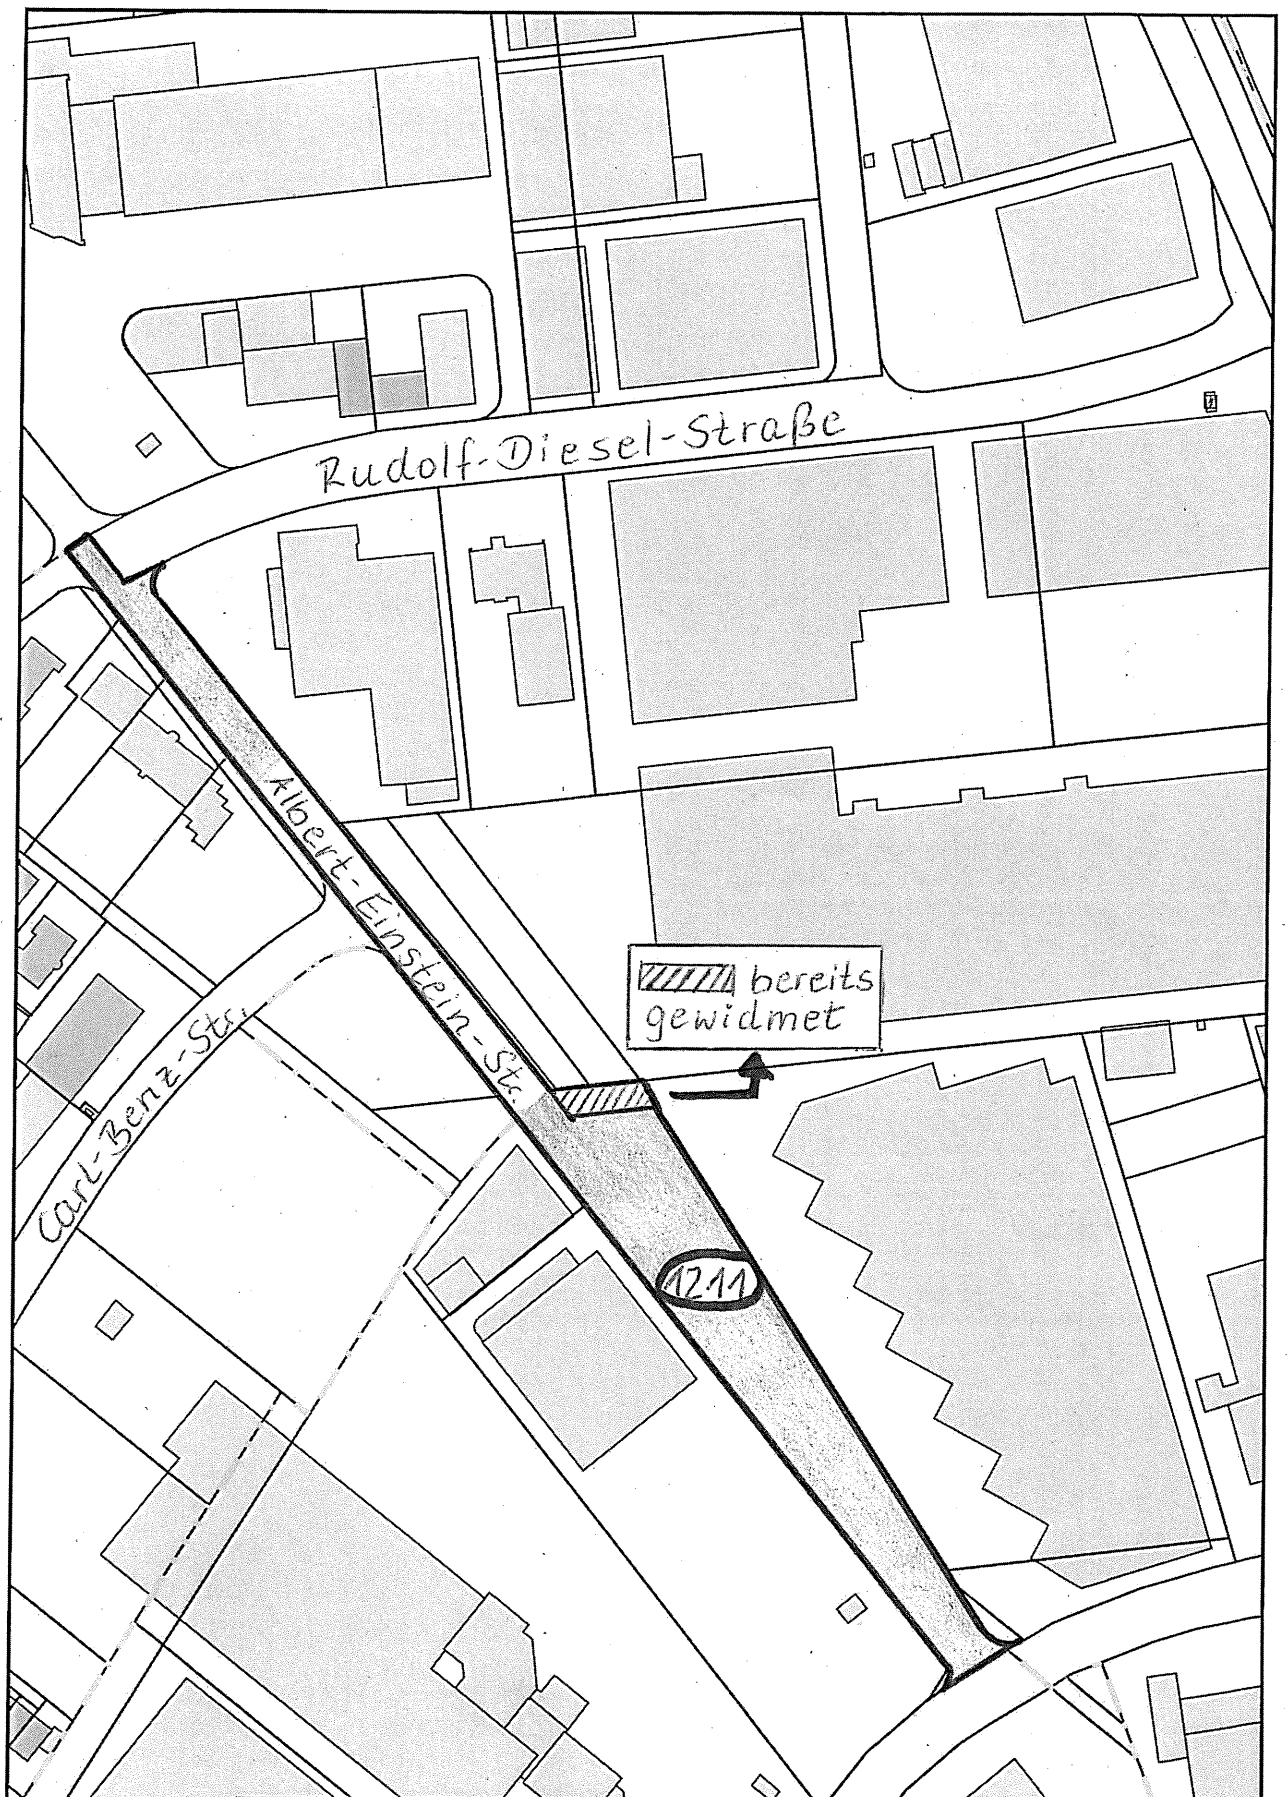 Rudolf-Diesel-Straße
Albert-Einstein-Str.
bereits
gewidmet
Carl-Benz-Str.
1211